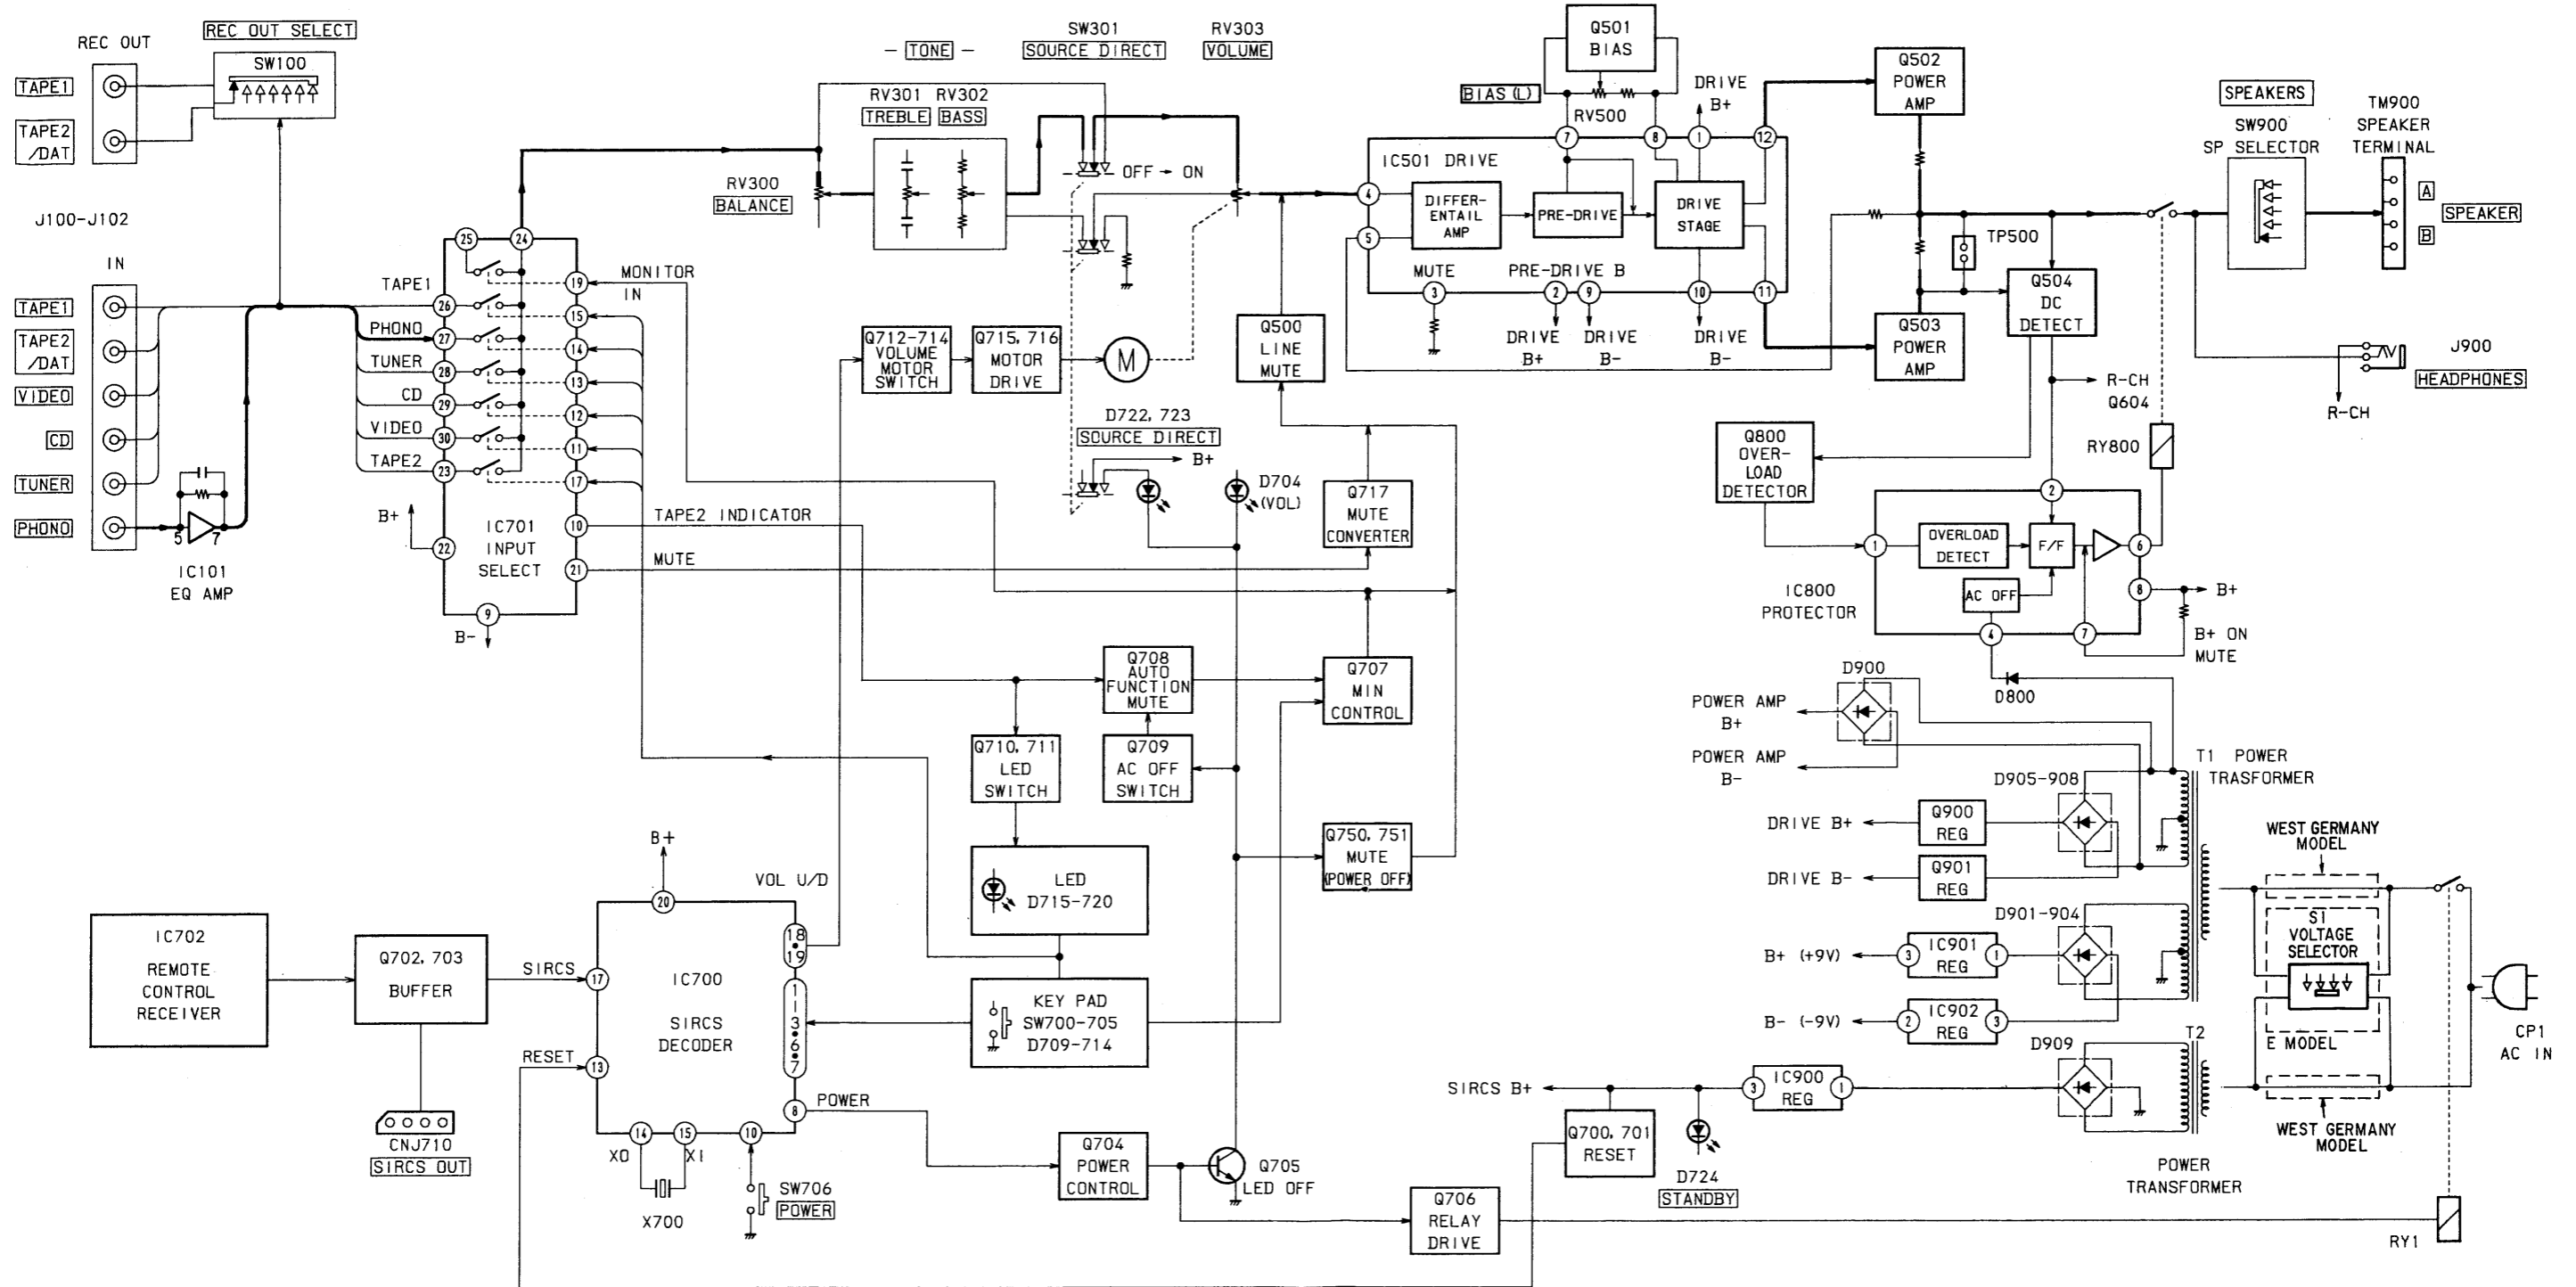 REC OUT
REC OUT SELECT
SW100
TAPE1
TAPE2
/DAT
J100-J102
IN
TAPE1
TAPE2
/DAT
VIDEO
CD
TUNER
PHONO
5
7
IC101
EQ AMP
25
24
TAPE1
26
PHONO
27
TUNER
28
CD
29
VIDEO
30
TAPE2
23
B+
22
9
B-
IC701
INPUT
SELECT
19
15
14
13
12
11
17
10
21
MONITOR
IN
TAPE2 INDICATOR
MUTE
- TONE -
RV301 RV302
TREBLE BASS
RV300
BALANCE
SW301
SOURCE DIRECT
OFF → ON
RV303
VOLUME
Q712-714
VOLUME
MOTOR
SWITCH
Q715, 716
MOTOR
DRIVE
M
D722, 723
SOURCE DIRECT
B+
D704
(VOL)
Q500
LINE
MUTE
Q717
MUTE
CONVERTER
Q501
BIAS
BIAS (L)
RV500
DRIVE
B+
7
8
1
12
IC501 DRIVE
4
5
DIFFER-
ENTAIL
AMP
PRE-DRIVE
DRIVE
STAGE
MUTE
PRE-DRIVE B
3
2
9
10
11
DRIVE
B+
DRIVE
B-
DRIVE
B-
Q502
POWER
AMP
Q503
POWER
AMP
TP500
Q504
DC
DETECT
R-CH
Q604
SPEAKERS
SW900
SP SELECTOR
TM900
SPEAKER
TERMINAL
A
B
SPEAKER
J900
HEADPHONES
R-CH
RY800
Q800
OVER-
LOAD
DETECTOR
IC800
PROTECTOR
1
2
OVERLOAD
DETECT
F/F
AC OFF
6
8
4
7
B+
B+ ON
MUTE
D800
D900
POWER AMP
B+
POWER AMP
B-
T1 POWER
TRASFORMER
D905-908
DRIVE B+
Q900
REG
DRIVE B-
Q901
REG
D901-904
B+ (+9V)
3
IC901
REG
1
B- (-9V)
2
IC902
REG
3
D909
T2
SIRCS B+
3
IC900
REG
1
POWER
TRANSFORMER
WEST GERMANY
MODEL
S1
VOLTAGE
SELECTOR
E MODEL
WEST GERMANY
MODEL
CP1
AC IN
RY1
Q708
AUTO
FUNCTION
MUTE
Q707
MIN
CONTROL
Q710, 711
LED
SWITCH
Q709
AC OFF
SWITCH
Q750, 751
MUTE
(POWER OFF)
LED
D715-720
KEY PAD
SW700-705
D709-714
B+
20
VOL U/D
18
19
IC700
SIRCS
DECODER
1
3
6
7
8
POWER
IC702
REMOTE
CONTROL
RECEIVER
Q702, 703
BUFFER
SIRCS
17
RESET
13
CNJ710
SIRCS OUT
14
15
10
XO
XI
X700
SW706
POWER
Q704
POWER
CONTROL
Q705
LED OFF
Q706
RELAY
DRIVE
Q700, 701
RESET
D724
STANDBY